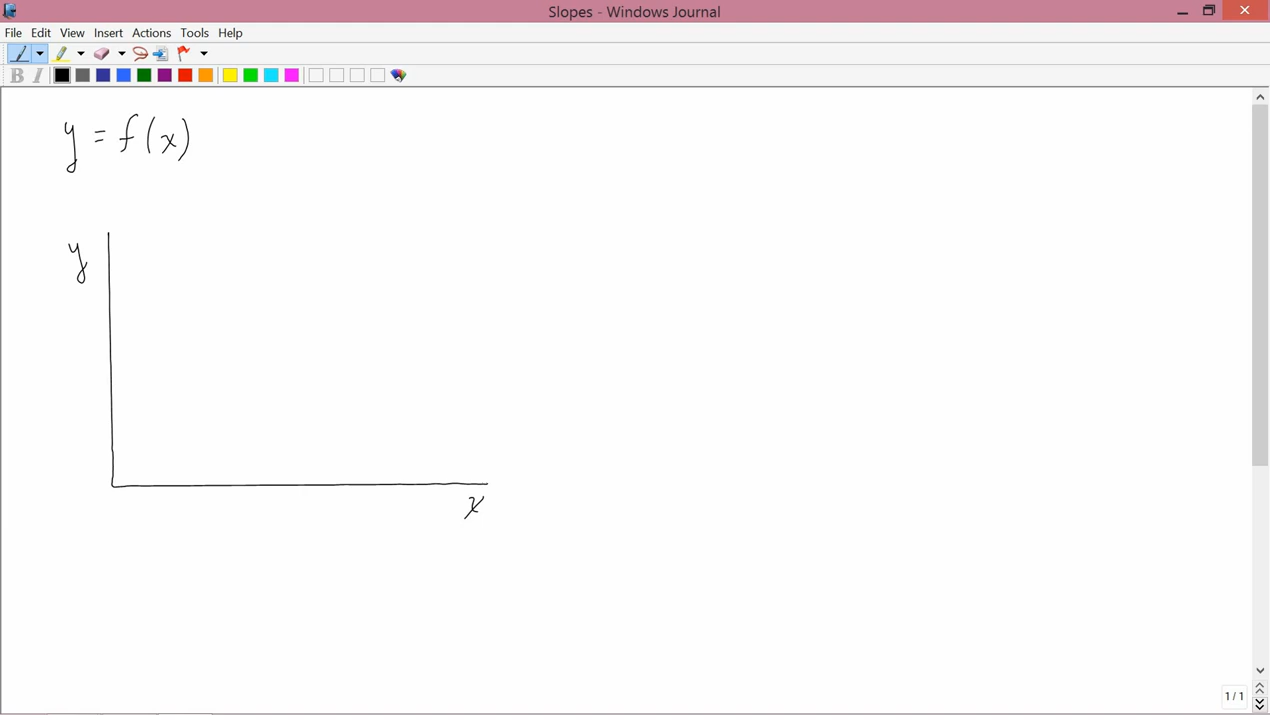 Slopes - Windows Journal
File Edit View Insert Actions Tools Help
B I
y = f(x)
y
x
1 / 1